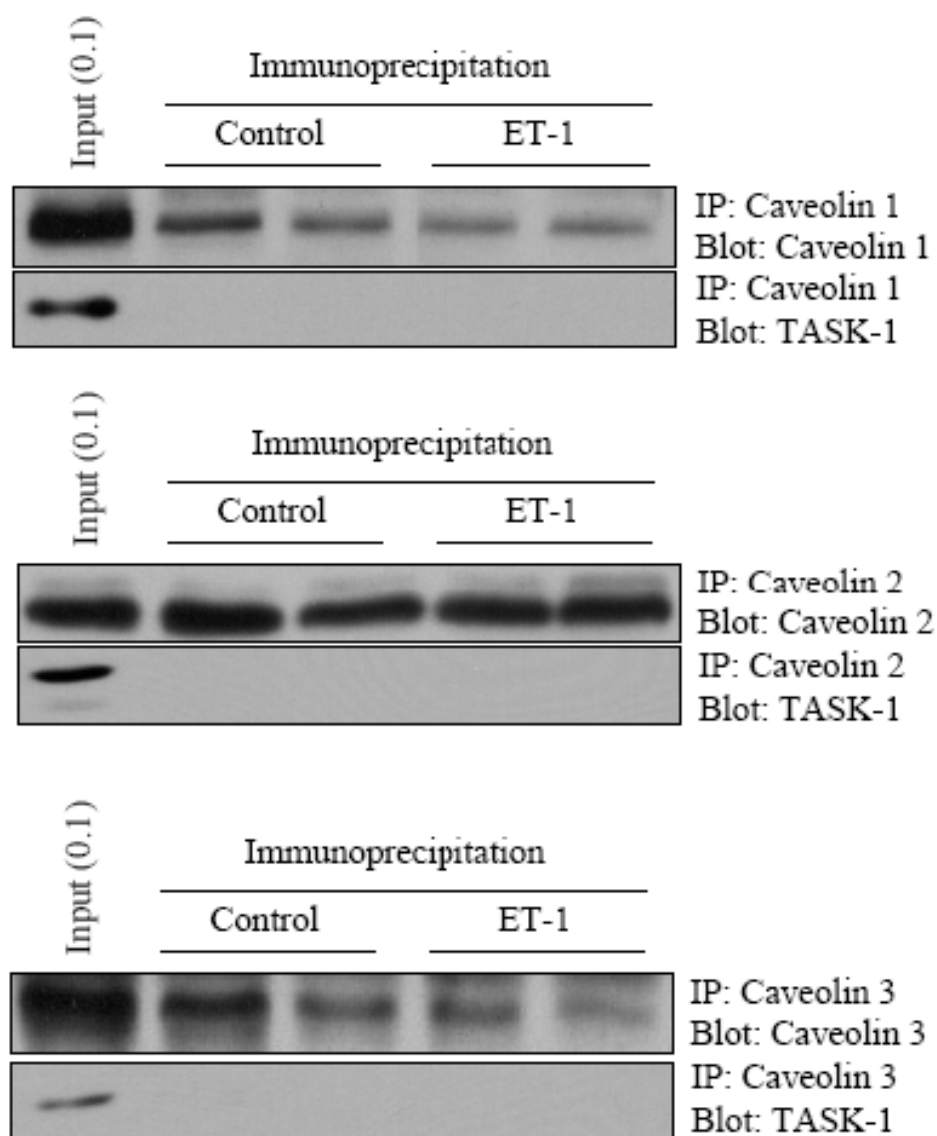 Input (0.1)
Immunoprecipitation
Control ET-1
IP: Caveolin 1
Blot: Caveolin 1
IP: Caveolin 1
Blot: TASK-1
Input (0.1)
Immunoprecipitation
Control ET-1
IP: Caveolin 2
Blot: Caveolin 2
IP: Caveolin 2
Blot: TASK-1
Input (0.1)
Immunoprecipitation
Control ET-1
IP: Caveolin 3
Blot: Caveolin 3
IP: Caveolin 3
Blot: TASK-1